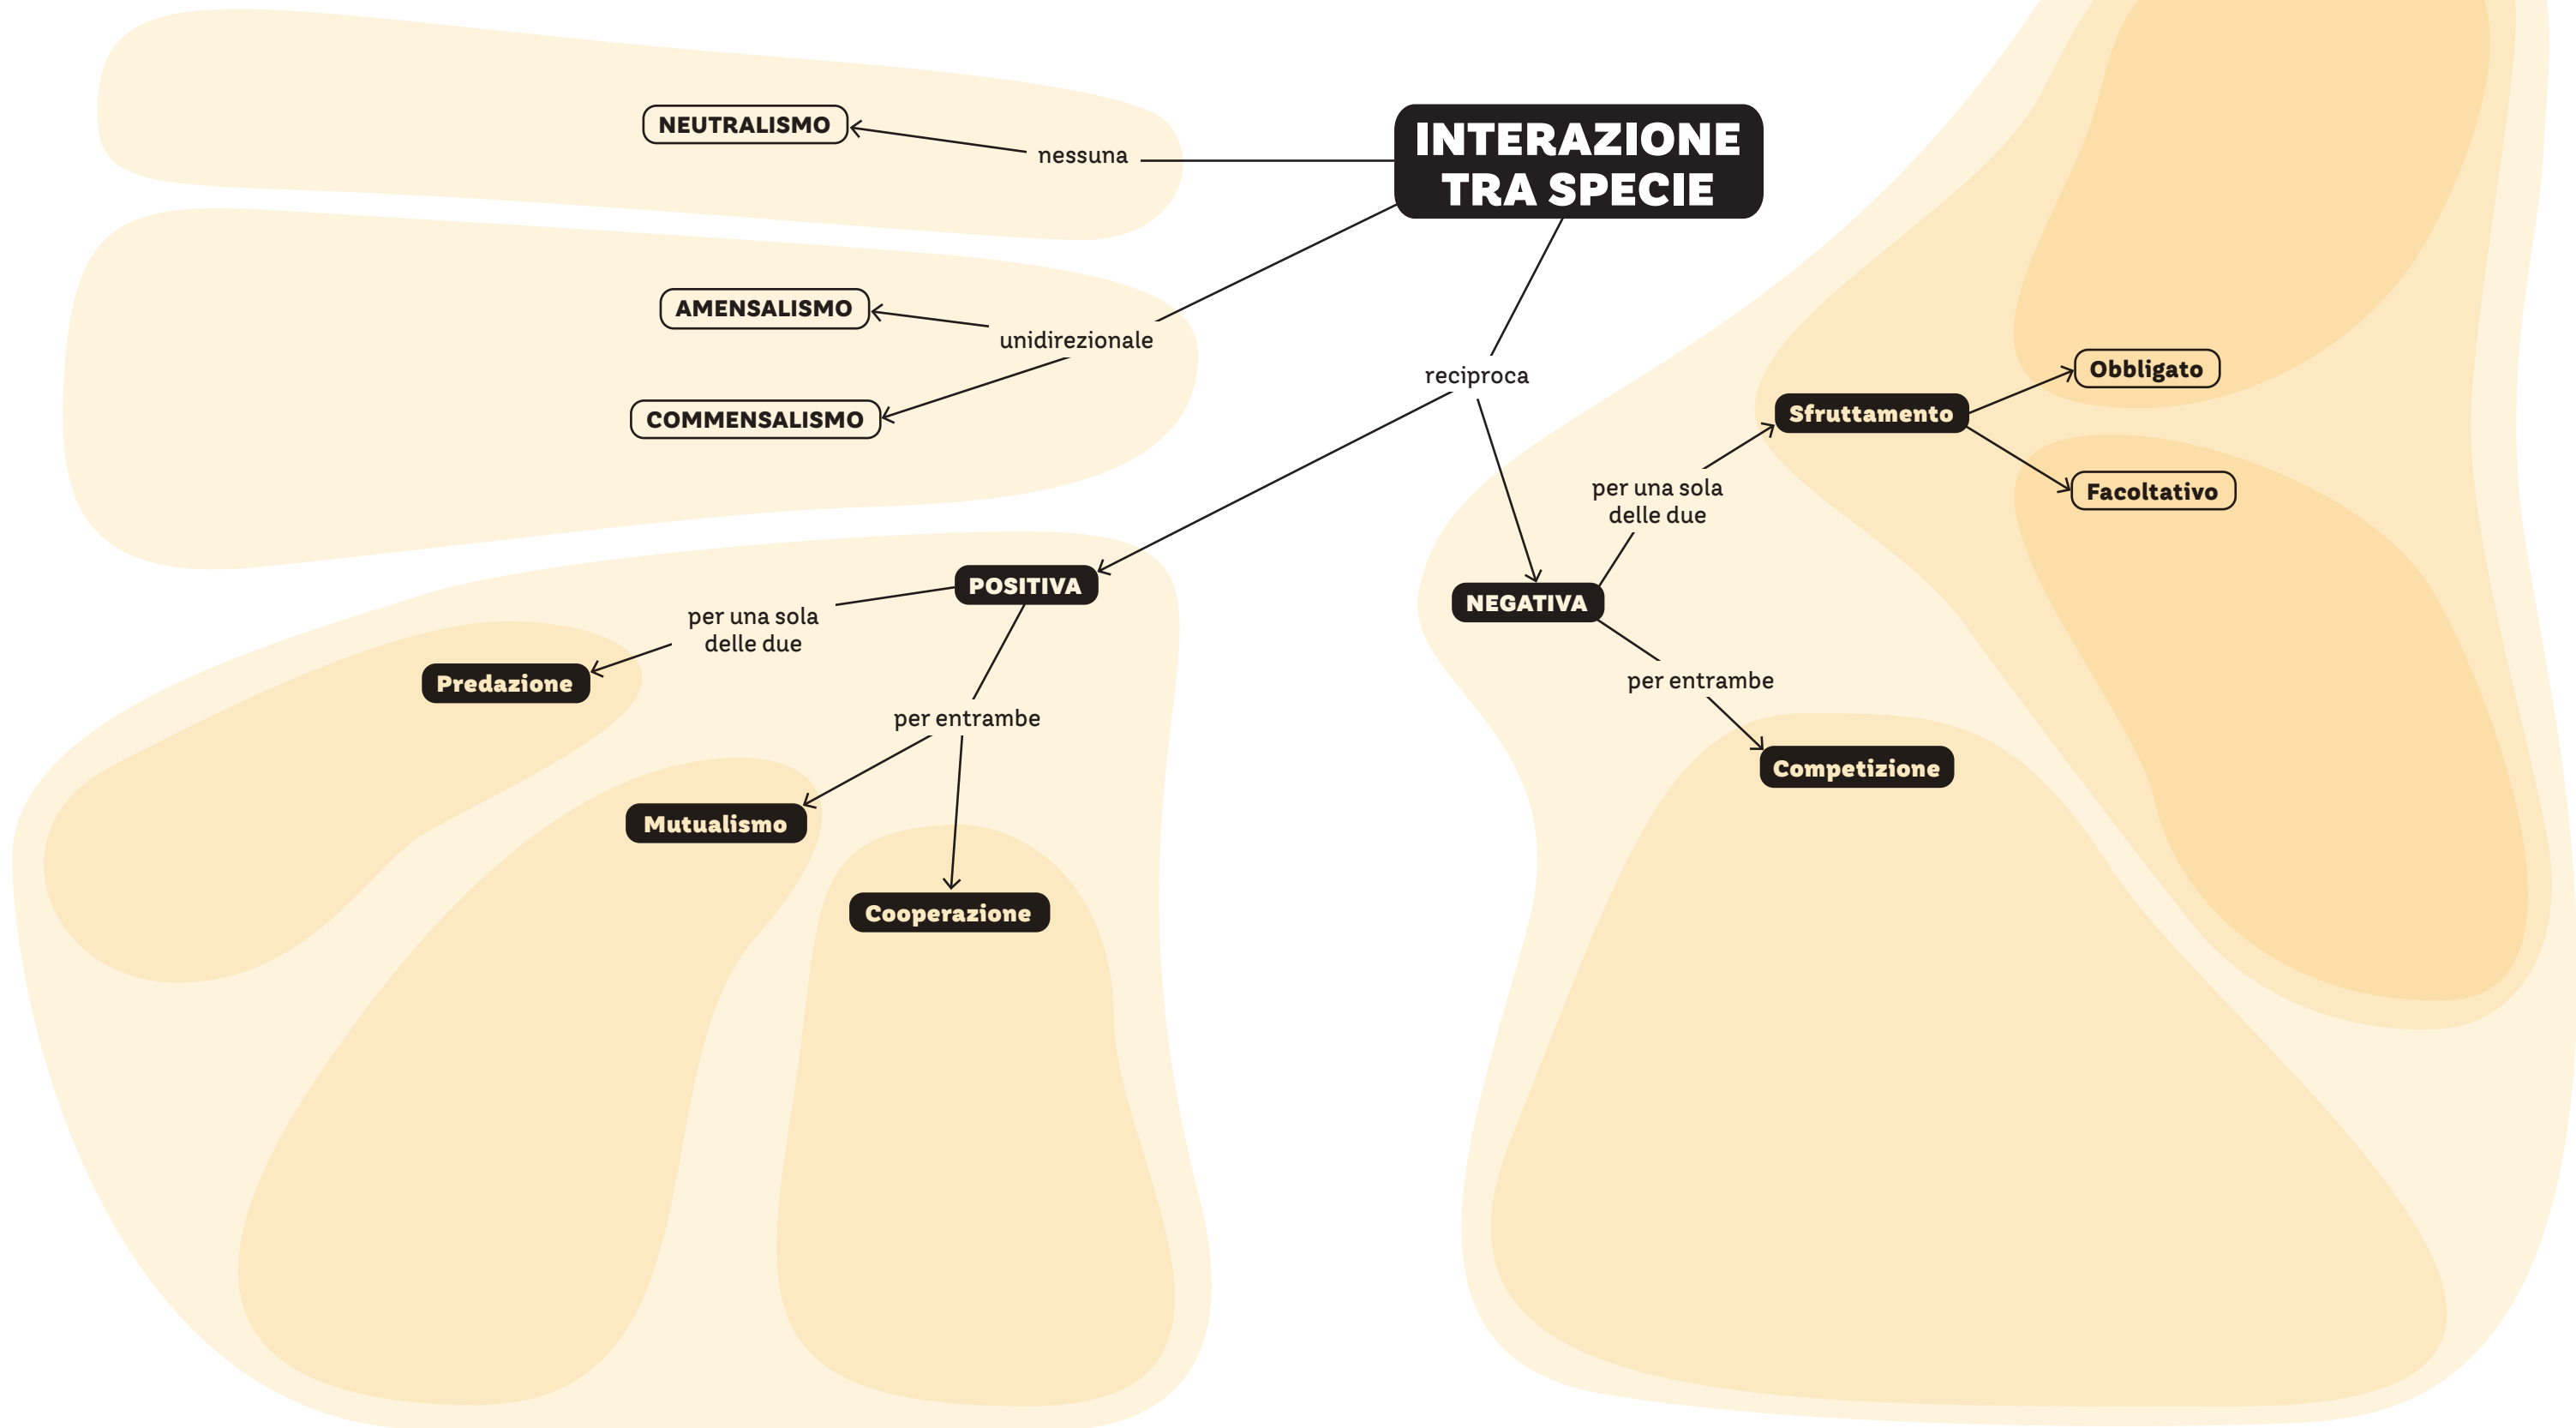 INTERAZIONE
TRA SPECIE
nessuna
NEUTRALISMO
unidirezionale
AMENSALISMO
COMMENSALISMO
reciproca
POSITIVA
per una sola
delle due
Predazione
per entrambe
Mutualismo
Cooperazione
NEGATIVA
per una sola
delle due
Sfruttamento
Obbligato
Facoltativo
per entrambe
Competizione